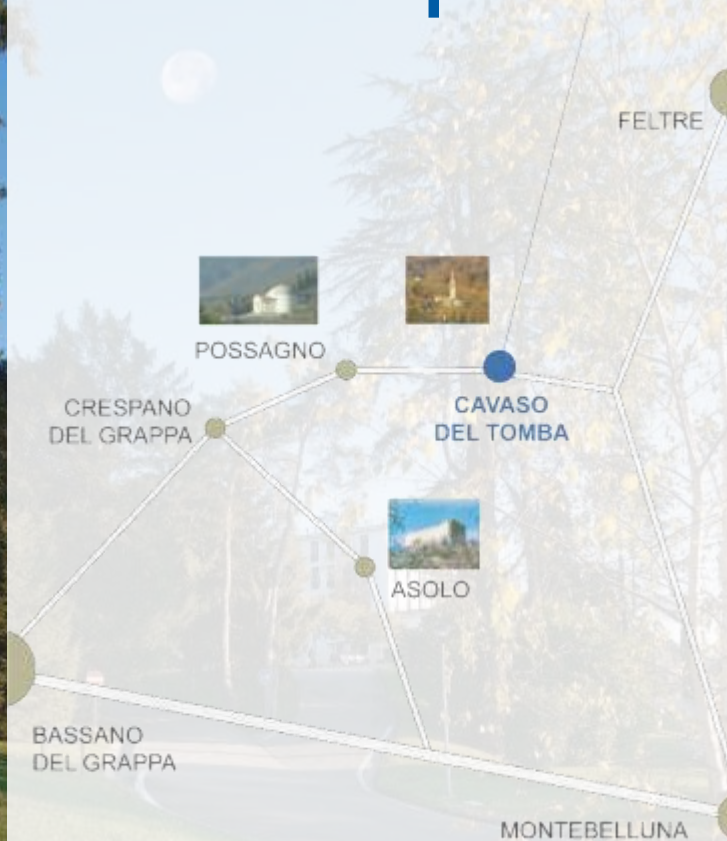 FELTRE
POSSAGNO
CRESPANO
DEL GRAPPA
CAVASO
DEL TOMBA
ASOLO
BASSANO
DEL GRAPPA
MONTEBELLUNA